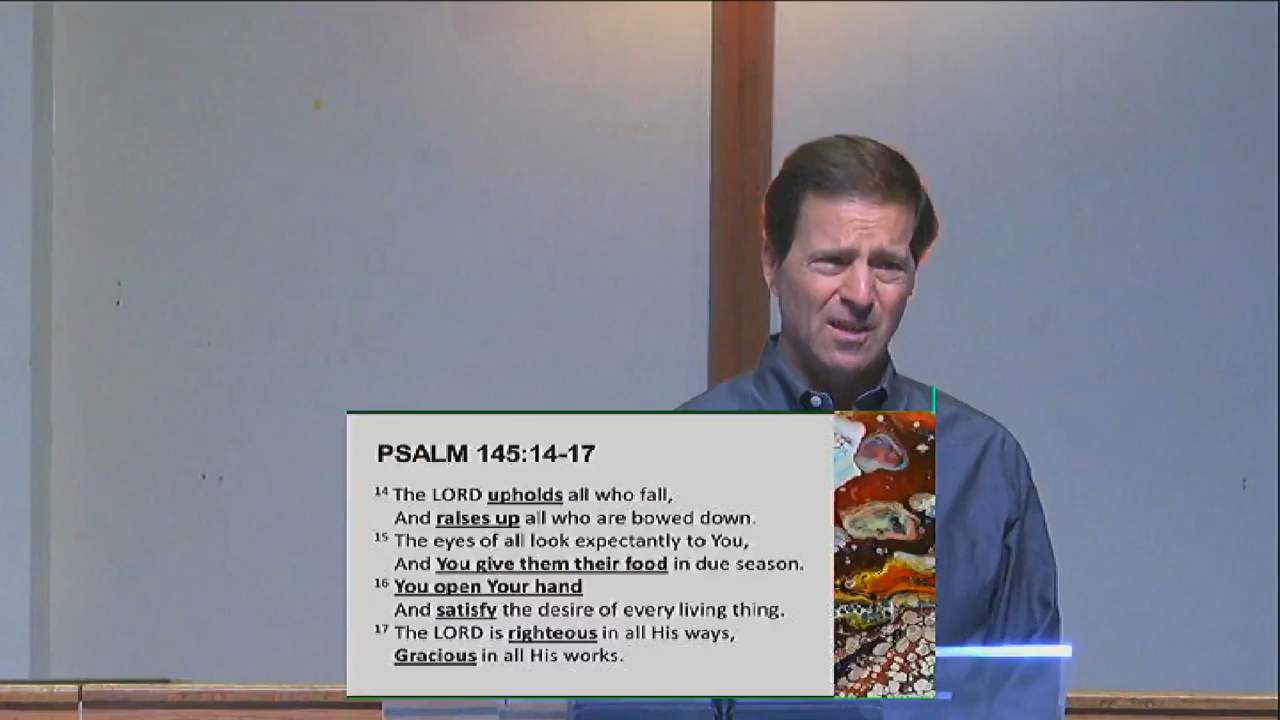 PSALM 145:14-17
14 The LORD upholds all who fall,
And raises up all who are bowed down.
15 The eyes of all look expectantly to You,
And You give them their food in due season.
16 You open Your hand
And satisfy the desire of every living thing.
17 The LORD is righteous in all His ways,
Gracious in all His works.